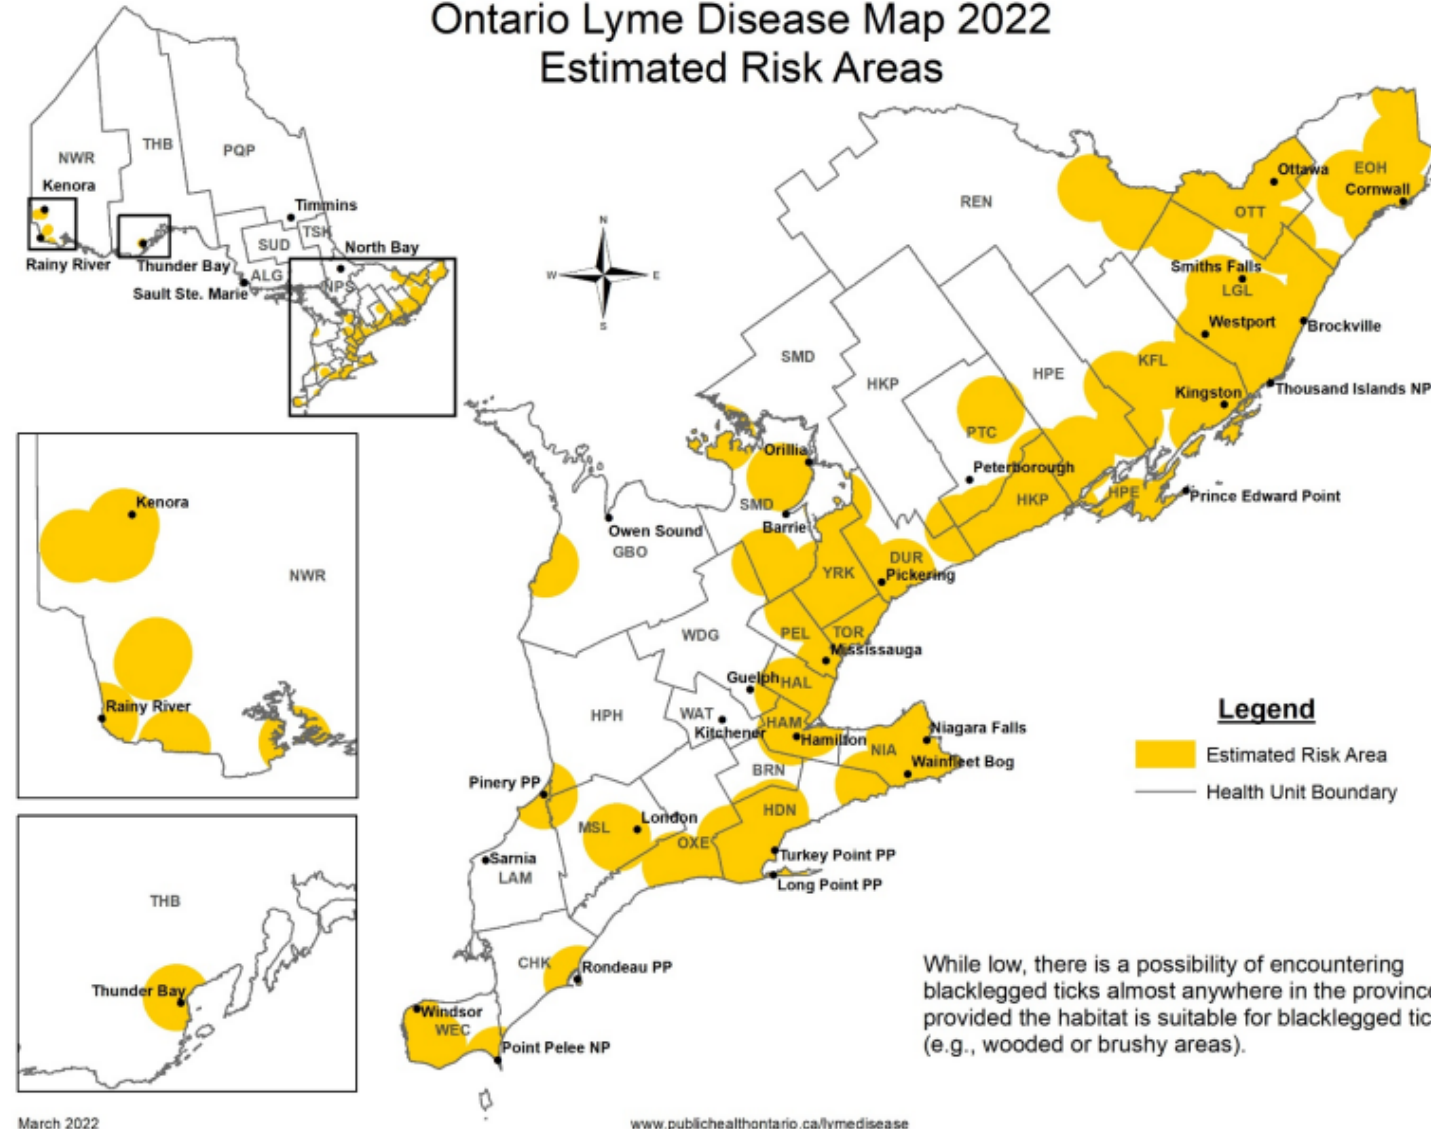 Ontario Lyme Disease Map 2022
Estimated Risk Areas
NWR
THB
PQP
Kenora
Timmins
TSK
SUD
North Bay
Rainy River
Thunder Bay
ALG
NPS
Sault Ste. Marie
N
W
E
S
REN
Ottawa
EOH
Cornwall
OTT
Smiths Falls
LGL
Westport
Brockville
SMD
HKP
HPE
KFL
Kingston
Thousand Islands NP
PTC
Orillia
Peterborough
HKP
HPE
Prince Edward Point
SMD
Barrie
Owen Sound
GBO
DUR
YRK
Pickering
WDG
PEL
TOR
Mississauga
Guelph
HAL
HPH
WAT
Kitchener
HAM
Hamilton
NIA
Niagara Falls
Wainfleet Bog
BRN
Pinery PP
MSL
London
HDN
OXE
Turkey Point PP
Long Point PP
Sarnia
LAM
CHK
Rondeau PP
Windsor
WEC
Point Pelee NP
Kenora
NWR
Rainy River
THB
Thunder Bay
Legend
Estimated Risk Area
Health Unit Boundary
While low, there is a possibility of encountering
blacklegged ticks almost anywhere in the province
provided the habitat is suitable for blacklegged tic
(e.g., wooded or brushy areas).
March 2022
www.publichealthontario.ca/lymedisease